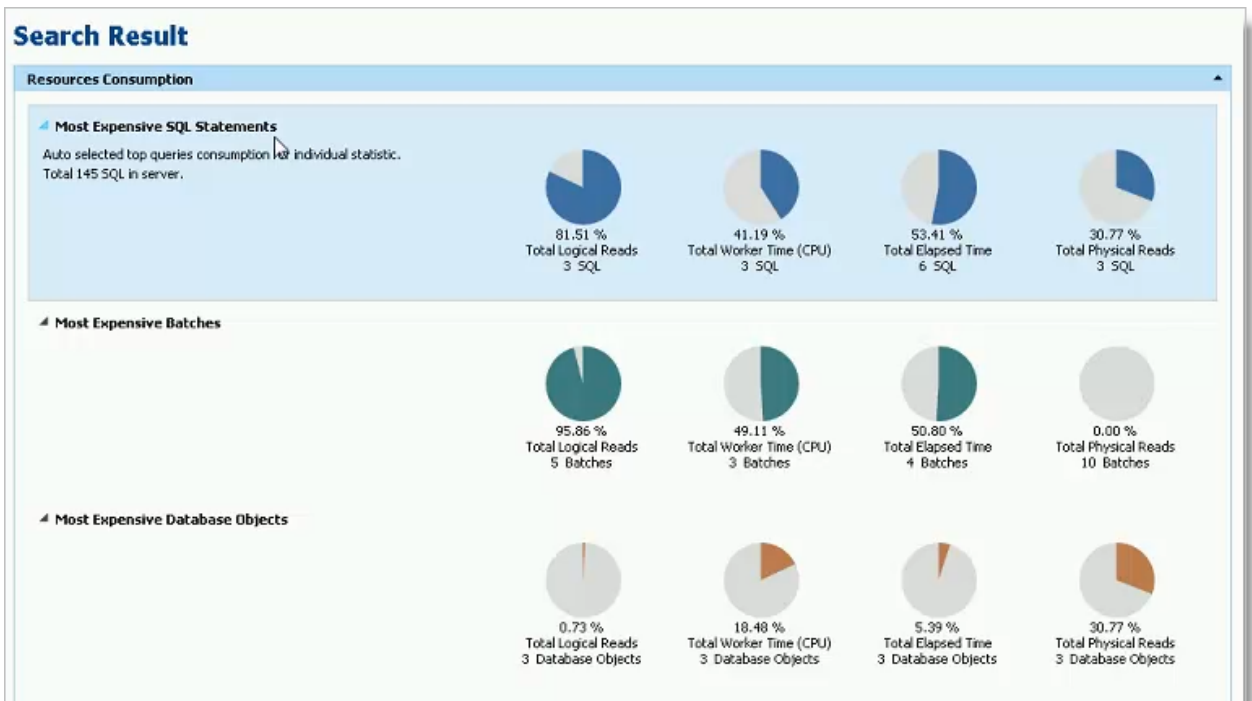 Search Result
Resources Consumption
Most Expensive SQL Statements
Auto selected top queries consumption for individual statistic.
Total 145 SQL in server.
81.51 %
Total Logical Reads
3 SQL
41.19 %
Total Worker Time (CPU)
3 SQL
53.41 %
Total Elapsed Time
6 SQL
30.77 %
Total Physical Reads
3 SQL
Most Expensive Batches
95.86 %
Total Logical Reads
5 Batches
49.11 %
Total Worker Time (CPU)
3 Batches
50.80 %
Total Elapsed Time
4 Batches
0.00 %
Total Physical Reads
10 Batches
Most Expensive Database Objects
0.73 %
Total Logical Reads
3 Database Objects
18.48 %
Total Worker Time (CPU)
3 Database Objects
5.39 %
Total Elapsed Time
3 Database Objects
30.77 %
Total Physical Reads
3 Database Objects